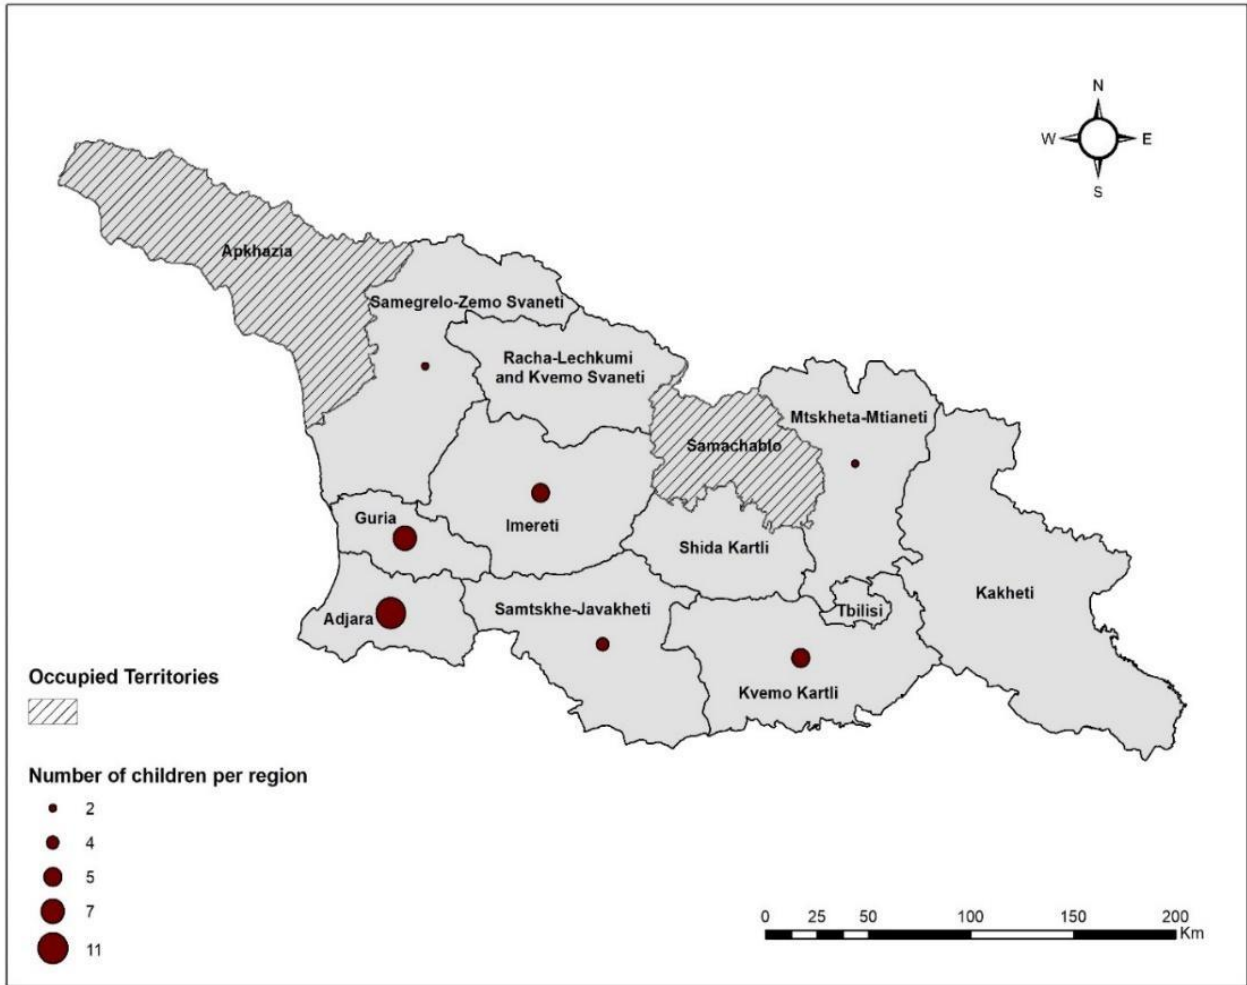 N
W E
S
Apkhazia
Samegrelo-Zemo Svaneti
Racha-Lechkumi
and Kvemo Svaneti
Mtskheta-Mtianeti
Samachablo
Guria
Imereti
Shida Kartli
Kakheti
Samtskhe-Javakheti
Tbilisi
Adjara
Kvemo Kartli
Occupied Territories
Number of children per region
2
4
5
7
11
0 25 50 100 150 200
Km